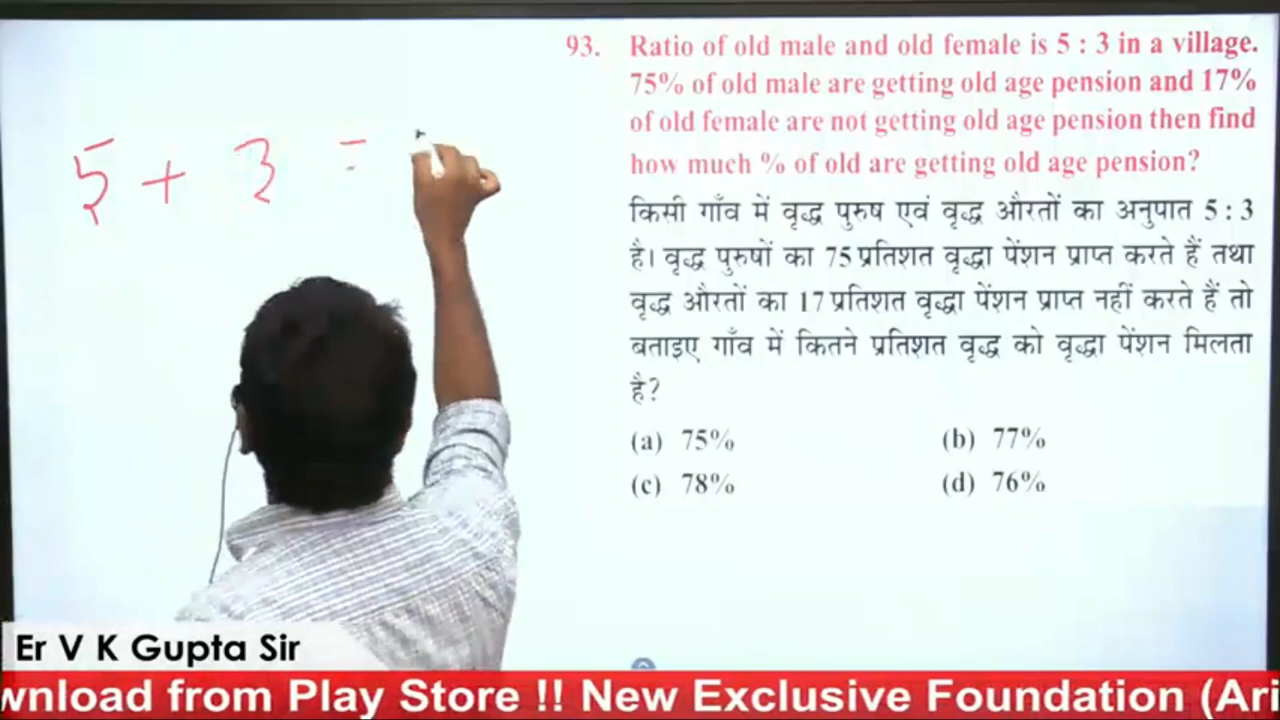 93. Ratio of old male and old female is 5 : 3 in a village.
75% of old male are getting old age pension and 17%
of old female are not getting old age pension then find
how much % of old are getting old age pension?
किसी गाँव में वृद्ध पुरुष एवं वृद्ध औरतों का अनुपात 5 : 3
है। वृद्ध पुरुषों का 75 प्रतिशत वृद्धा पेंशन प्राप्त करते हैं तथा
वृद्ध औरतों का 17 प्रतिशत वृद्धा पेंशन प्राप्त नहीं करते हैं तो
बताइए गाँव में कितने प्रतिशत वृद्ध को वृद्धा पेंशन मिलता
है?
(a) 75% (b) 77%
(c) 78% (d) 76%
5 + 3 =
Er V K Gupta Sir
wnload from Play Store !! New Exclusive Foundation (Ari